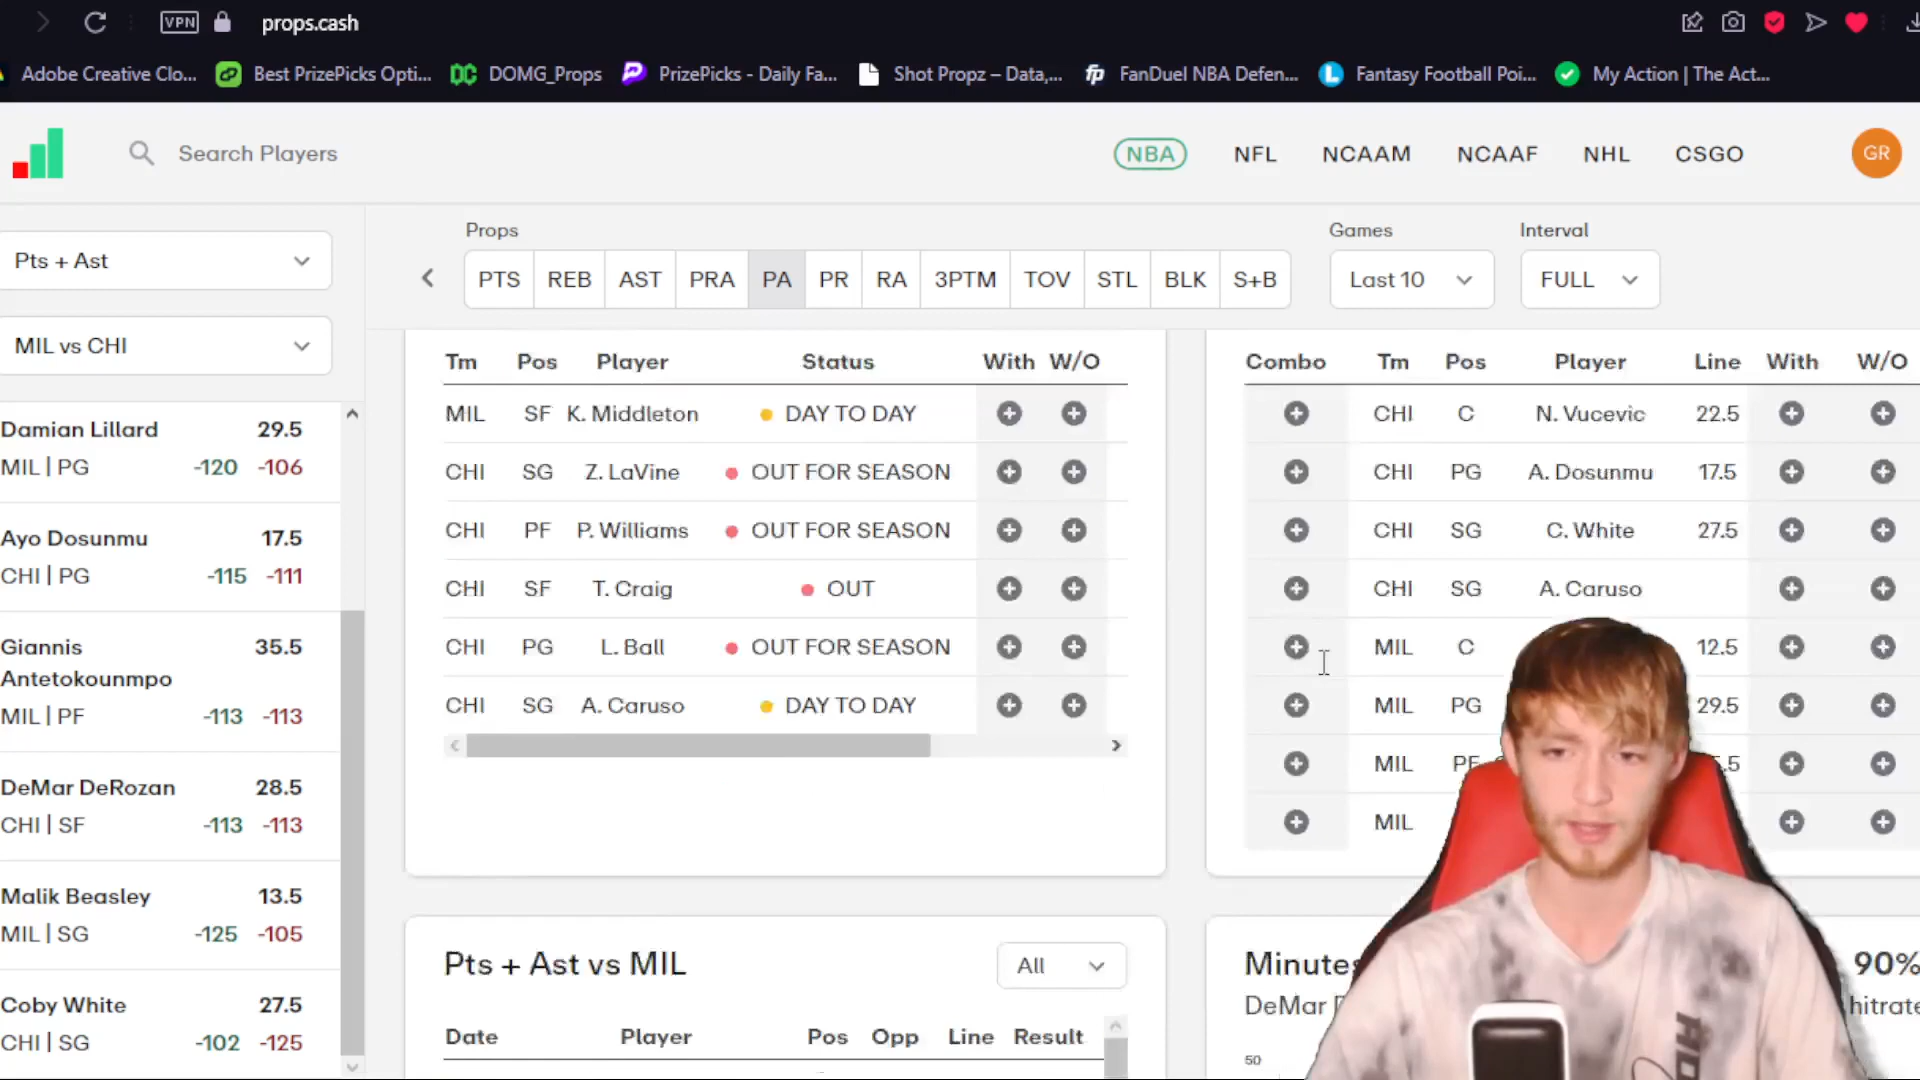 VPN props.cash
Adobe Creative Clo... Best PrizePicks Opti... DC DOMG_Props PrizePicks - Daily Fa... Shot Propz – Data,... fp FanDuel NBA Defen... L Fantasy Football Poi... My Action | The Act...
Search Players NBA NFL NCAAM NCAAF NHL CSGO GR
Props Games Interval
Pts + Ast
PTS REB AST PRA PA PR RA 3PTM TOV STL BLK S+B Last 10 FULL
MIL vs CHI
Damian Lillard 29.5
MIL | PG -120 -106
Ayo Dosunmu 17.5
CHI | PG -115 -111
Giannis 35.5
Antetokounmpo
MIL | PF -113 -113
DeMar DeRozan 28.5
CHI | SF -113 -113
Malik Beasley 13.5
MIL | SG -125 -105
Coby White 27.5
CHI | SG -102 -125
Tm Pos Player Status With W/O
MIL SF K. Middleton DAY TO DAY
CHI SG Z. LaVine OUT FOR SEASON
CHI PF P. Williams OUT FOR SEASON
CHI SF T. Craig OUT
CHI PG L. Ball OUT FOR SEASON
CHI SG A. Caruso DAY TO DAY
Combo Tm Pos Player Line With W/O
CHI C N. Vucevic 22.5
CHI PG A. Dosunmu 17.5
CHI SG C. White 27.5
CHI SG A. Caruso
MIL C 12.5
MIL PG 29.5
MIL PF .5
MIL
Pts + Ast vs MIL All
Date Player Pos Opp Line Result
Minutes 90%
DeMar hitrate
50